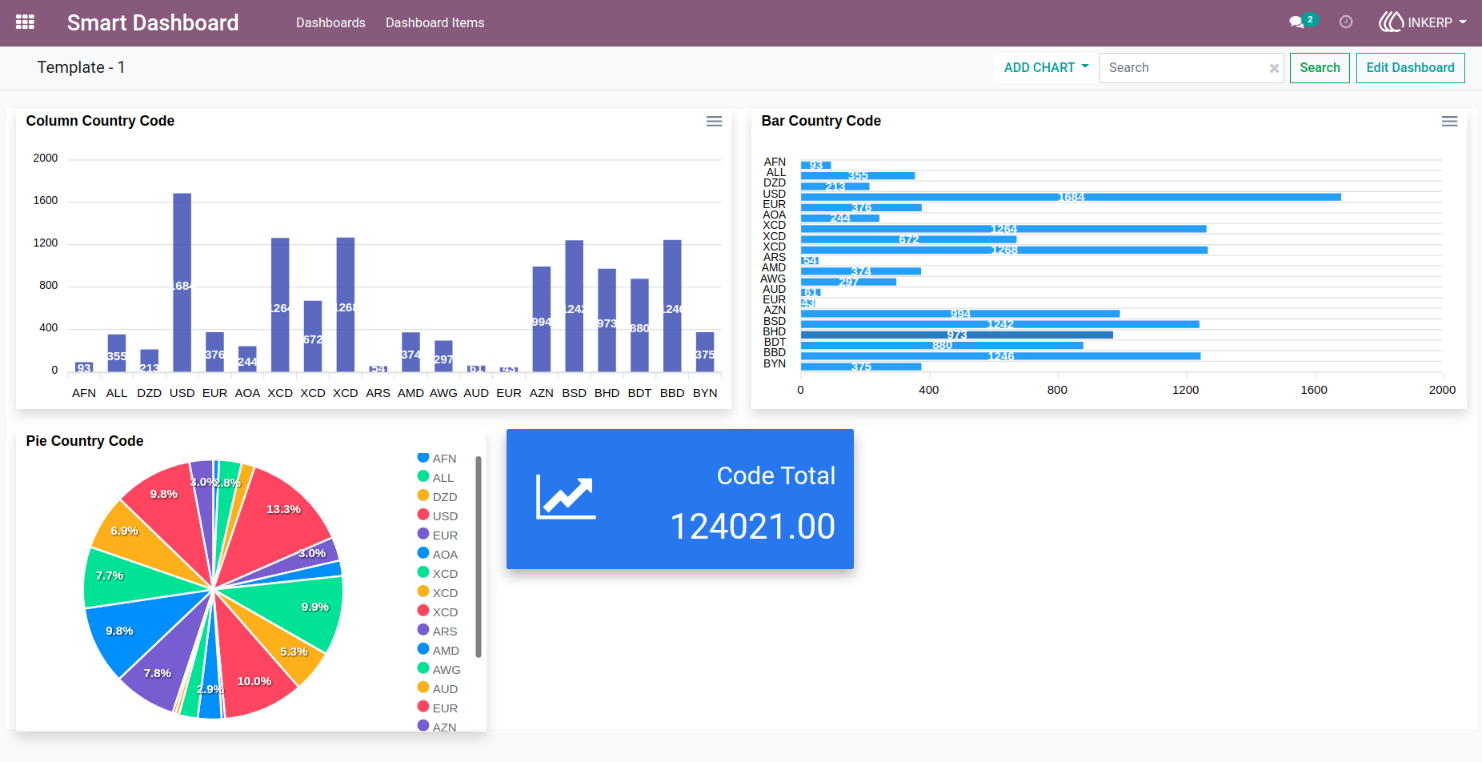 Smart Dashboard Dashboards Dashboard Items 2 INKERP
Template - 1 ADD CHART Search Search Edit Dashboard
Column Country Code
2000
1600
1200
800
400
0
93 355 213 1684 376 244 1264 672 1268 54 374 297 61 43 994 1242 973 880 1246 375
AFN ALL DZD USD EUR AOA XCD XCD XCD ARS AMD AWG AUD EUR AZN BSD BHD BDT BBD BYN
Bar Country Code
AFN 93
ALL 355
DZD 213
USD 1684
EUR 376
AOA 244
XCD 1264
XCD 672
XCD 1268
ARS 54
AMD 374
AWG 297
AUD 61
EUR 43
AZN 994
BSD 1242
BHD 973
BDT 880
BBD 1246
BYN 375
0 400 800 1200 1600 2000
Pie Country Code
3.0% 2.8%
9.8%
13.3%
6.9%
3.0%
7.7%
9.9%
9.8%
5.3%
7.8%
10.0%
2.9%
AFN
ALL
DZD
USD
EUR
AOA
XCD
XCD
XCD
ARS
AMD
AWG
AUD
EUR
AZN
Code Total
124021.00